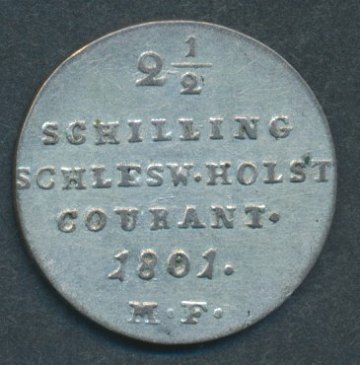 2 1/2
SCHILLING
SCHLESW·HOLST
COURANT·
1801.
M·F·